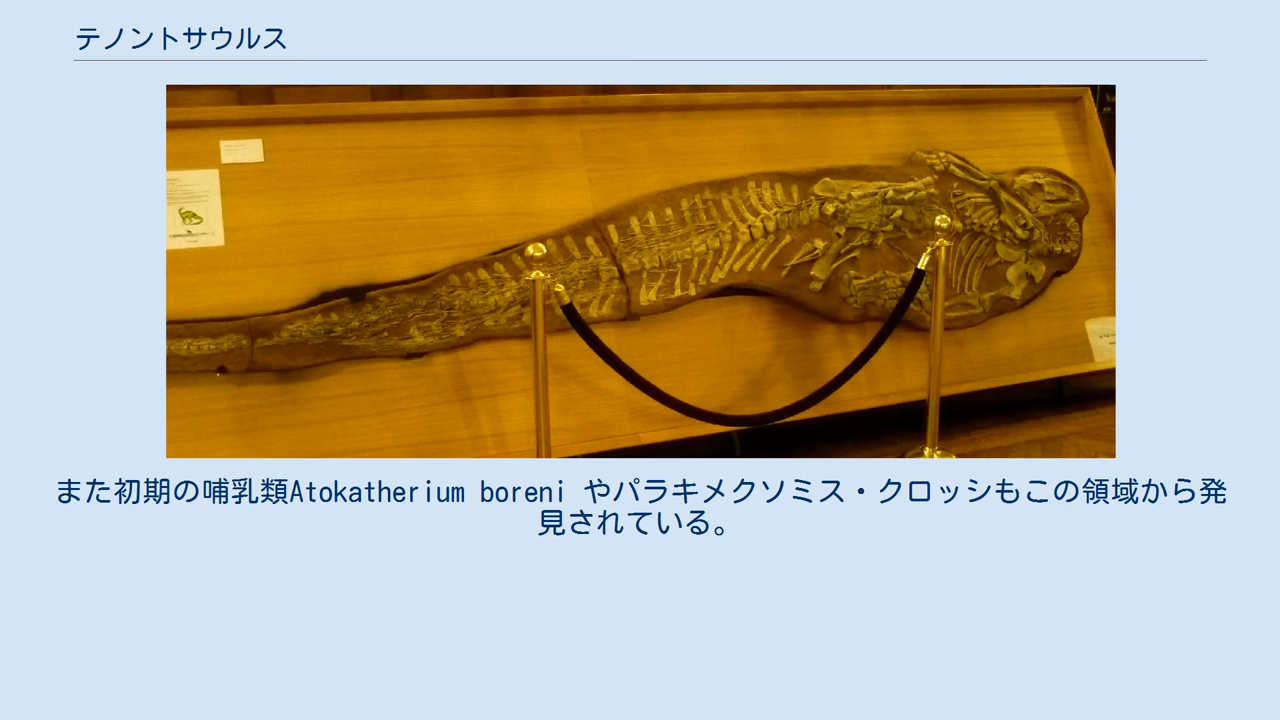 テノントサウルス
また初期の哺乳類Atokatherium boreni やパラキメクソミス・クロッシもこの領域から発
見されている。